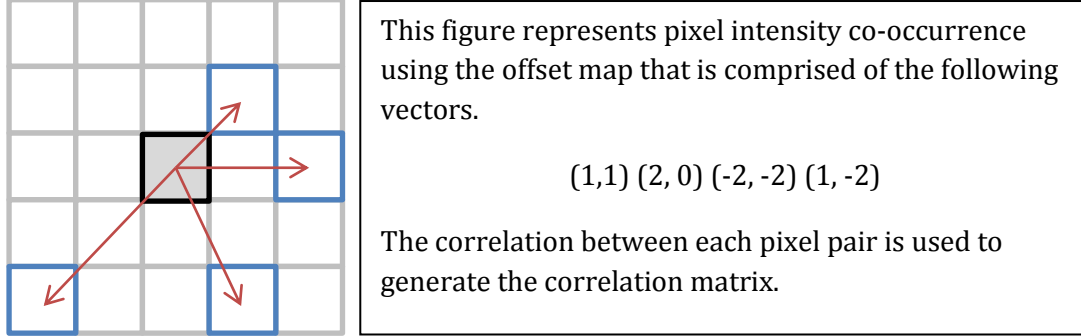 This figure represents pixel intensity co-occurrence
using the offset map that is comprised of the following
vectors.
(1,1) (2, 0) (-2, -2) (1, -2)
The correlation between each pixel pair is used to
generate the correlation matrix.